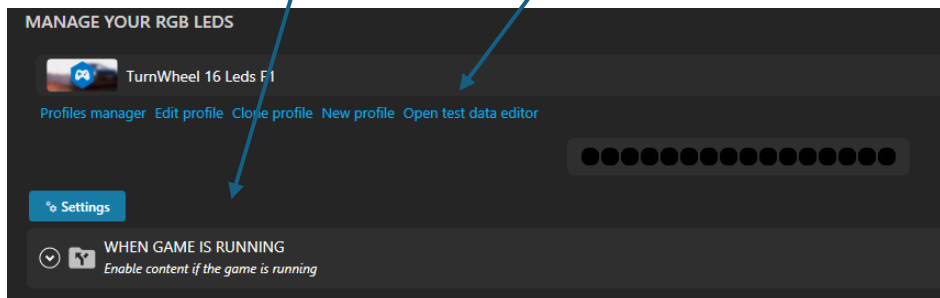 MANAGE YOUR RGB LEDS
TurnWheel 16 Leds F1
Profiles manager Edit profile Clone profile New profile Open test data editor
Settings
WHEN GAME IS RUNNING
Enable content if the game is running